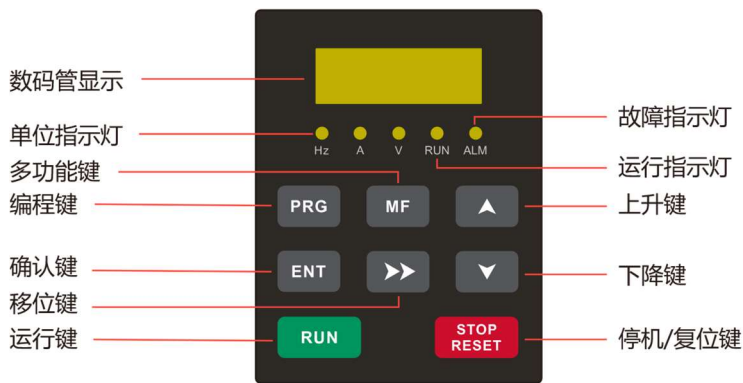 数码管显示
单位指示灯
多功能键
编程键
确认键
移位键
运行键
Hz A V RUN ALM
PRG MF
ENT
RUN
STOP
RESET
故障指示灯
运行指示灯
上升键
下降键
停机/复位键